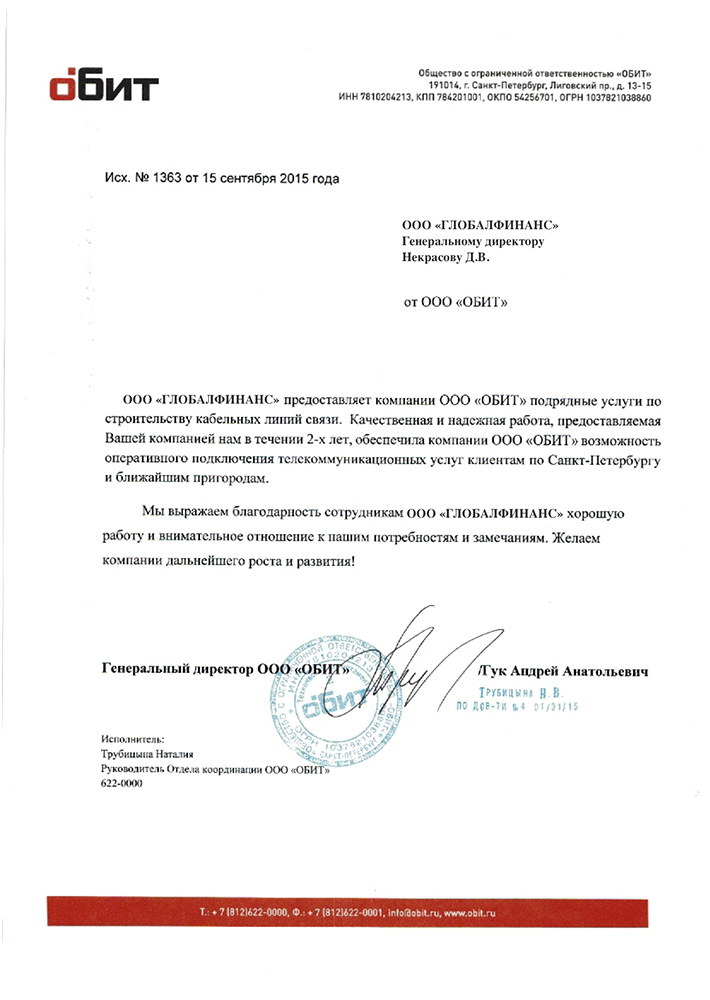 ОБИТ
Общество с ограниченной ответственностью «ОБИТ»
191014, г. Санкт-Петербург, Лиговский пр., д. 13-15
ИНН 7810204213, КПП 784201001, ОКПО 54256701, ОГРН 1037821038860
Исх. № 1363 от 15 сентября 2015 года
ООО «ГЛОБАЛФИНАНС»
Генеральному директору
Некрасову Д.В.
от ООО «ОБИТ»
ООО «ГЛОБАЛФИНАНС» предоставляет компании ООО «ОБИТ» подрядные услуги по
строительству кабельных линий связи. Качественная и надежная работа, предоставляемая
Вашей компанией нам в течении 2-х лет, обеспечила компании ООО «ОБИТ» возможность
оперативного подключения телекоммуникационных услуг клиентам по Санкт-Петербургу
и ближайшим пригородам.
Мы выражаем благодарность сотрудникам ООО «ГЛОБАЛФИНАНС» хорошую
работу и внимательное отношение к нашим потребностям и замечаниям. Желаем
компании дальнейшего роста и развития!
Генеральный директор ООО «ОБИТ»
/Гук Андрей Анатольевич
ТРУБИЦЫНА Н.В.
ПО ДОВ-ТИ №4 01/01/15
ОБИТ
ОГРН 1037821038860
Исполнитель:
Трубицына Наталия
Руководитель Отдела координации ООО «ОБИТ»
622-0000
Т.: + 7 (812)622-0000, Ф.: + 7 (812)622-0001, info@obit.ru, www.obit.ru